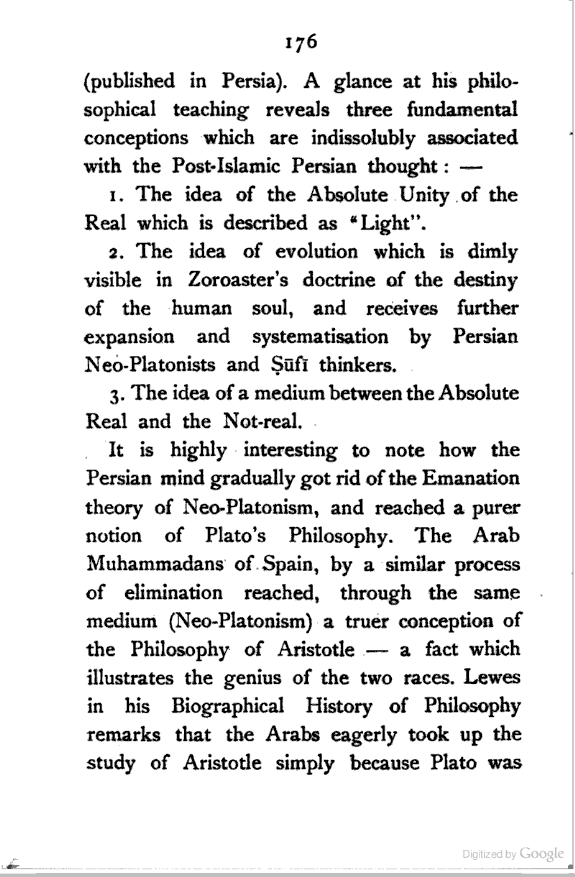 176
(published in Persia). A glance at his philo-
sophical teaching reveals three fundamental
conceptions which are indissolubly associated
with the Post-Islamic Persian thought : —
1. The idea of the Absolute Unity of the
Real which is described as “Light”.
2. The idea of evolution which is dimly
visible in Zoroaster's doctrine of the destiny
of the human soul, and receives further
expansion and systematisation by Persian
Neo-Platonists and Ṣūfī thinkers.
3. The idea of a medium between the Absolute
Real and the Not-real.
It is highly interesting to note how the
Persian mind gradually got rid of the Emanation
theory of Neo-Platonism, and reached a purer
notion of Plato's Philosophy. The Arab
Muhammadans of Spain, by a similar process
of elimination reached, through the same
medium (Neo-Platonism) a truer conception of
the Philosophy of Aristotle — a fact which
illustrates the genius of the two races. Lewes
in his Biographical History of Philosophy
remarks that the Arabs eagerly took up the
study of Aristotle simply because Plato was
Digitized by Google